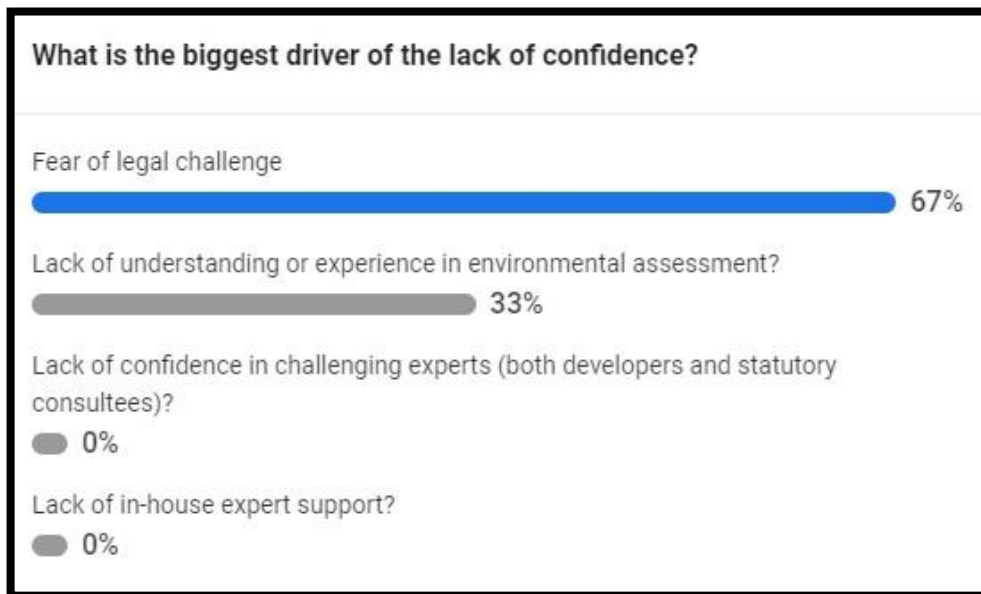 What is the biggest driver of the lack of confidence?
Fear of legal challenge
67%
Lack of understanding or experience in environmental assessment?
33%
Lack of confidence in challenging experts (both developers and statutory
consultees)?
0%
Lack of in-house expert support?
0%